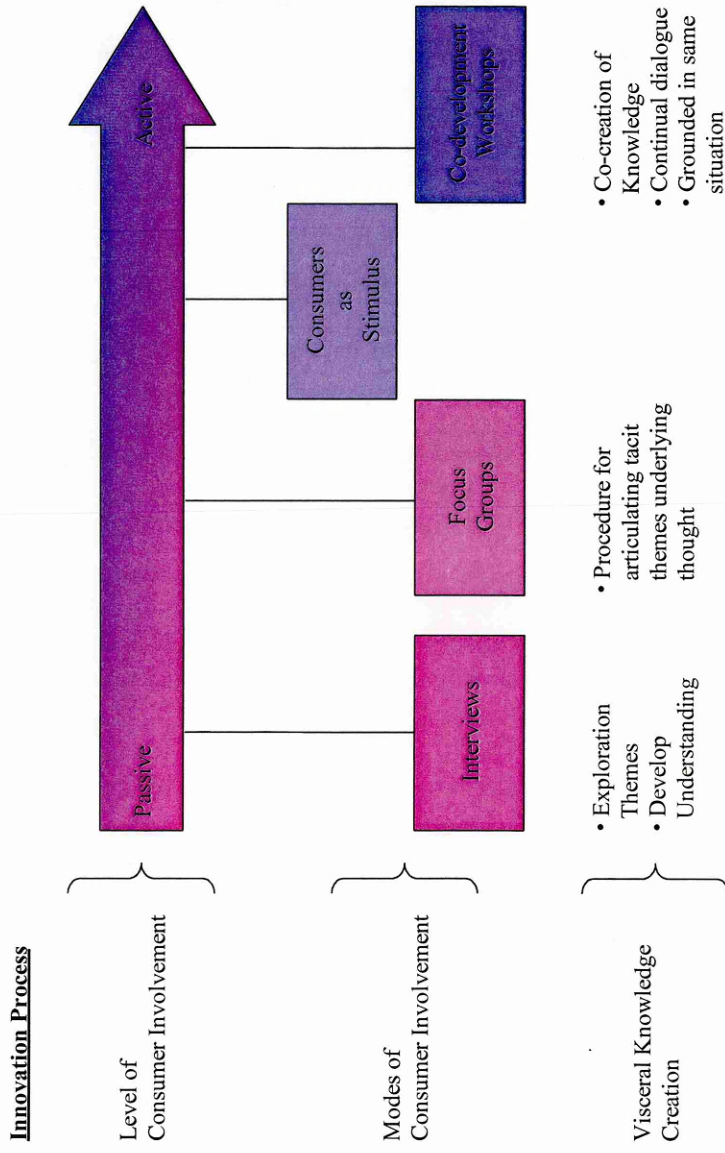 Innovation Process
Level of
Consumer Involvement
Passive
Active
Modes of
Consumer Involvement
Interviews
Focus
Groups
Consumers
as
Stimulus
Co-development
Workshops
Visceral Knowledge
Creation
• Exploration
Themes
• Develop
Understanding
• Procedure for
articulating tacit
themes underlying
thought
• Co-creation of
Knowledge
• Continual dialogue
• Grounded in same
situation